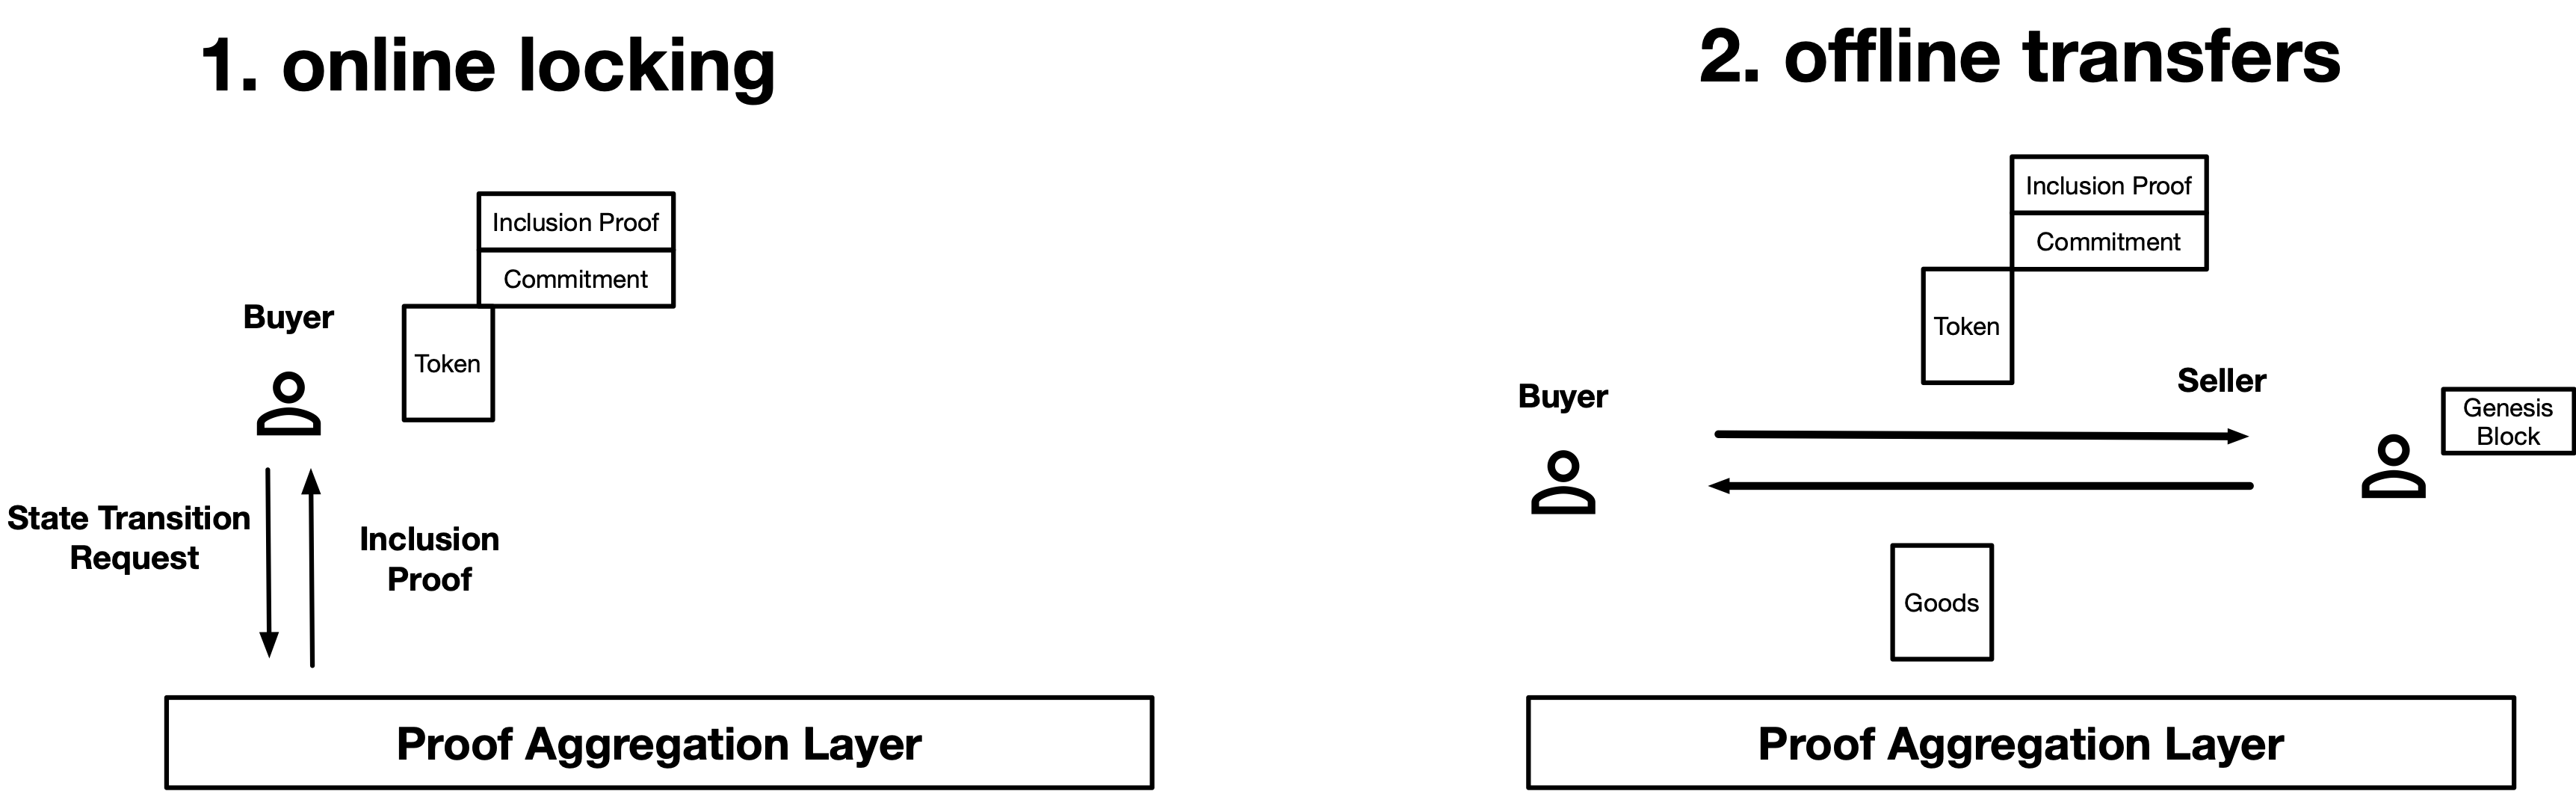 1. online locking
Inclusion Proof
Commitment
Buyer
Token
State Transition
Request
Inclusion
Proof
Proof Aggregation Layer
2. offline transfers
Inclusion Proof
Commitment
Token
Seller
Buyer
Genesis
Block
Goods
Proof Aggregation Layer